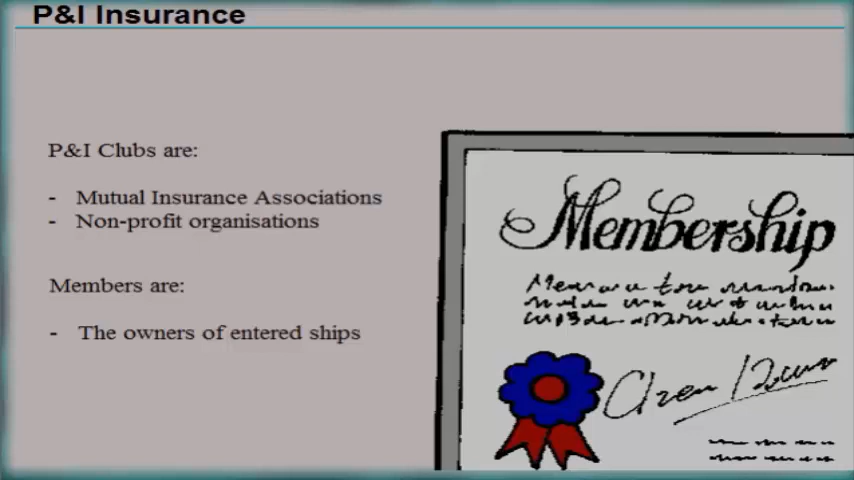 P&I Insurance
P&I Clubs are:
- Mutual Insurance Associations
- Non-profit organisations
Members are:
- The owners of entered ships
Membership